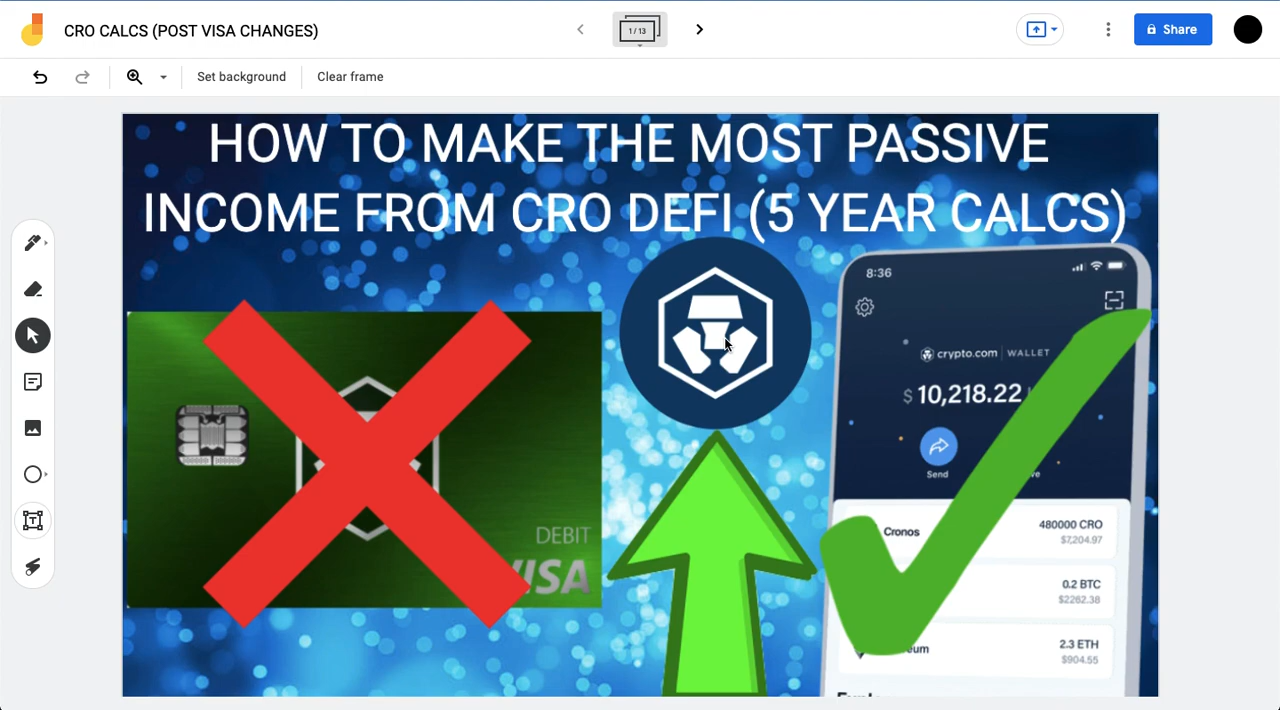 CRO CALCS (POST VISA CHANGES)
1 / 13
Share
Set background
Clear frame
HOW TO MAKE THE MOST PASSIVE
INCOME FROM CRO DEFI (5 YEAR CALCS)
8:36
crypto.com | WALLET
$ 10,218.22
Send
DEBIT
VISA
Cronos
480000 CRO
$7,204.97
0.2 BTC
$2262.38
2.3 ETH
$904.55